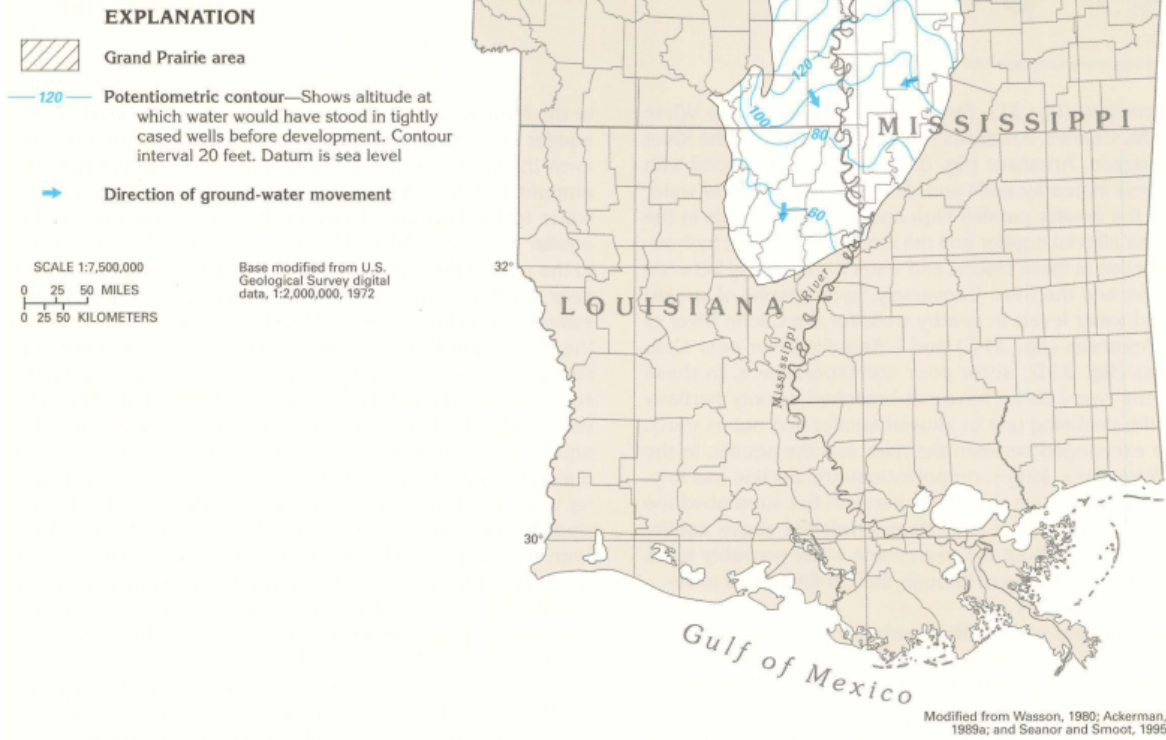 EXPLANATION
Grand Prairie area
120
Potentiometric contour—Shows altitude at
which water would have stood in tightly
cased wells before development. Contour
interval 20 feet. Datum is sea level
Direction of ground-water movement
SCALE 1:7,500,000
0 25 50 MILES
0 25 50 KILOMETERS
Base modified from U.S.
Geological Survey digital
data, 1:2,000,000, 1972
120
100
80
MISSISSIPPI
60
32°
LOUISIANA
Mississippi River
30°
Gulf of Mexico
Modified from Wasson, 1980; Ackerman,
1989a; and Seanor and Smoot, 1995